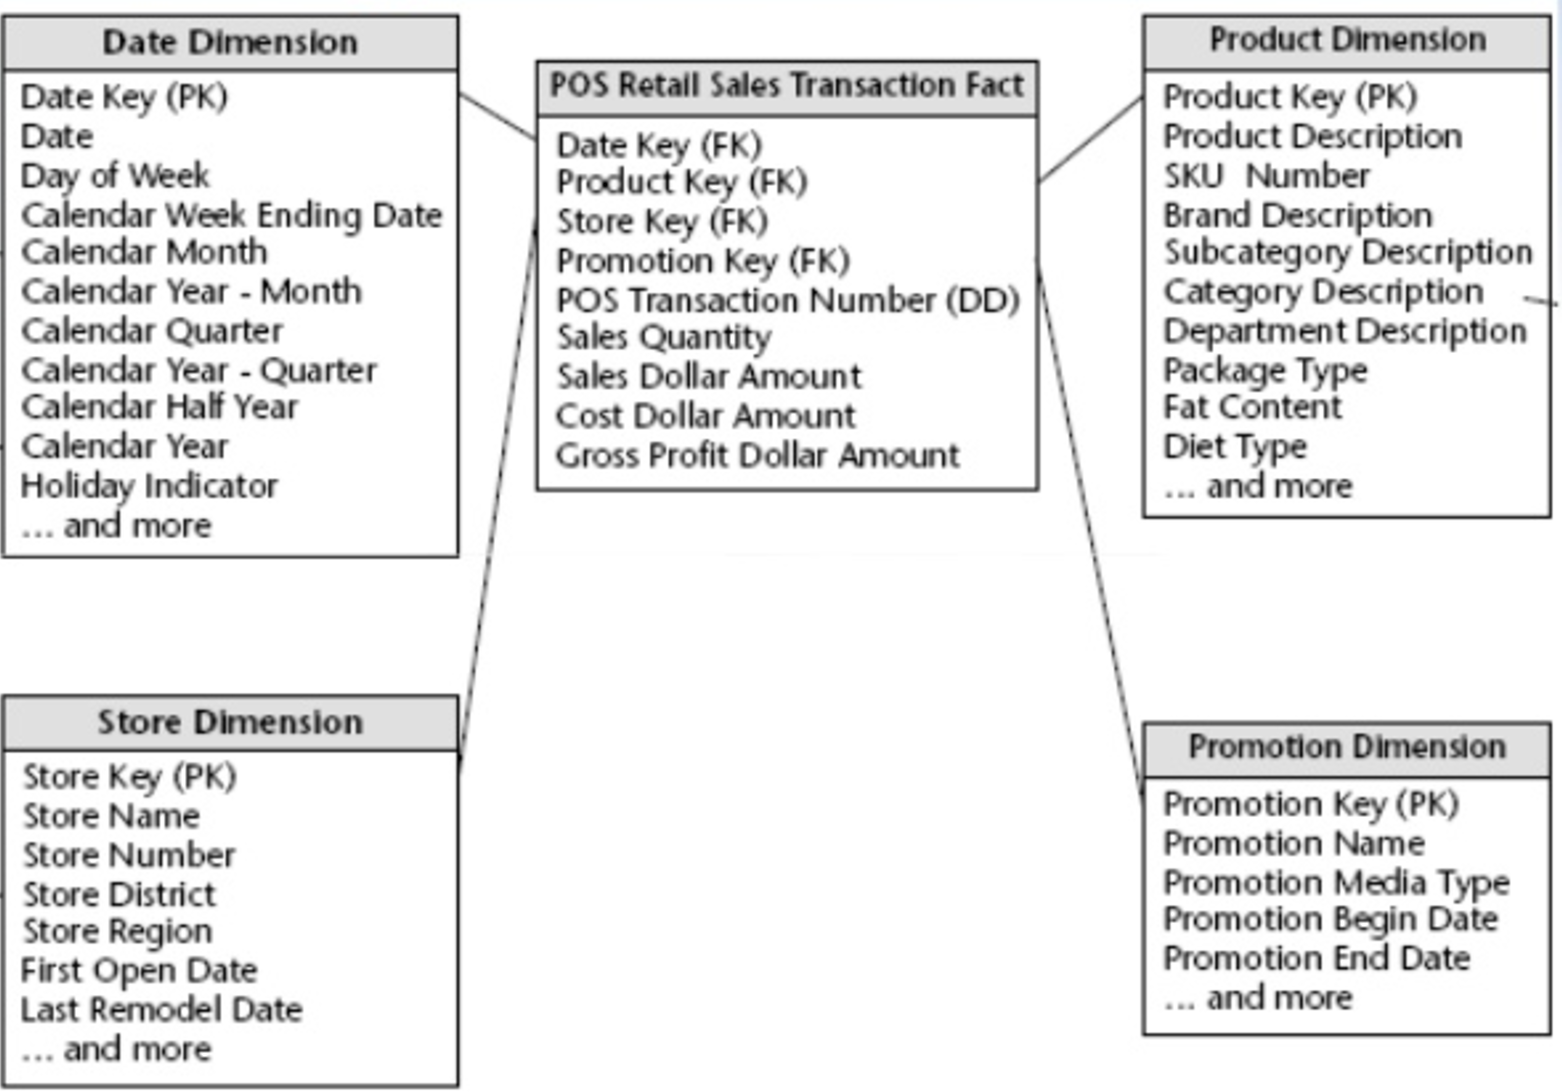 Date Dimension
Date Key (PK)
Date
Day of Week
Calendar Week Ending Date
Calendar Month
Calendar Year - Month
Calendar Quarter
Calendar Year - Quarter
Calendar Half Year
Calendar Year
Holiday Indicator
... and more
POS Retail Sales Transaction Fact
Date Key (FK)
Product Key (FK)
Store Key (FK)
Promotion Key (FK)
POS Transaction Number (DD)
Sales Quantity
Sales Dollar Amount
Cost Dollar Amount
Gross Profit Dollar Amount
Product Dimension
Product Key (PK)
Product Description
SKU Number
Brand Description
Subcategory Description
Category Description
Department Description
Package Type
Fat Content
Diet Type
... and more
Store Dimension
Store Key (PK)
Store Name
Store Number
Store District
Store Region
First Open Date
Last Remodel Date
... and more
Promotion Dimension
Promotion Key (PK)
Promotion Name
Promotion Media Type
Promotion Begin Date
Promotion End Date
... and more